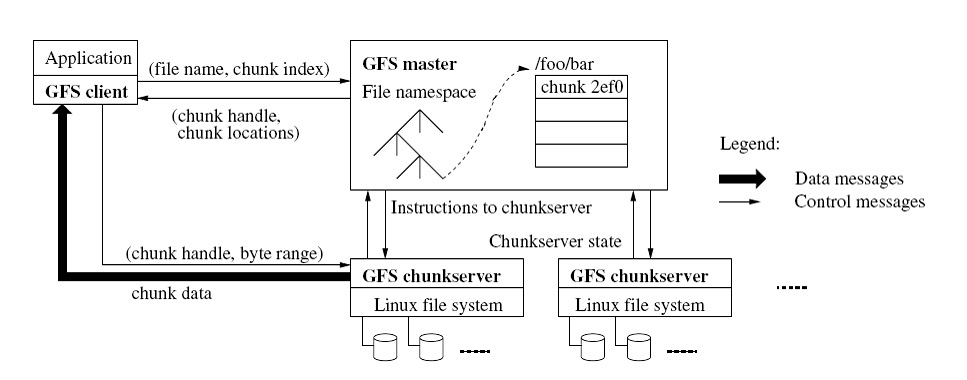 Application
GFS client
(file name, chunk index)
(chunk handle,
chunk locations)
GFS master
File namespace
/foo/bar
chunk 2ef0
Legend:
Data messages
Control messages
Instructions to chunkserver
Chunkserver state
(chunk handle, byte range)
chunk data
GFS chunkserver
Linux file system
GFS chunkserver
Linux file system